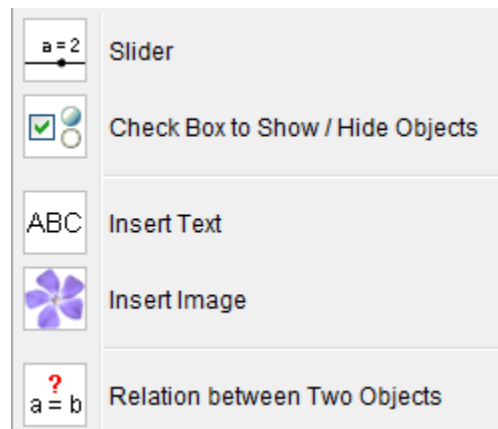 a = 2
Slider
Check Box to Show / Hide Objects
ABC
Insert Text
Insert Image
?
a = b
Relation between Two Objects